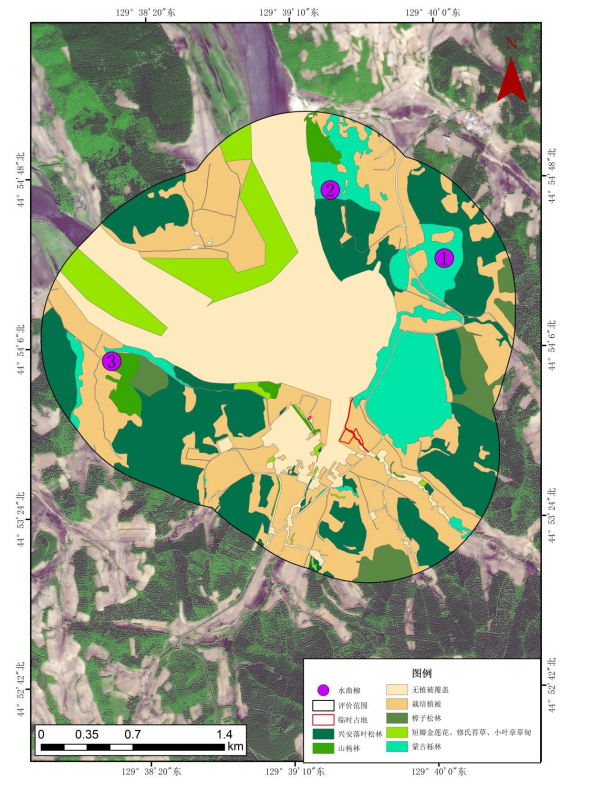 129° 38′20″东
129° 39′10″东
129° 40′0″东
N
44° 54′48″北
44° 54′48″北
2
1
44° 54′6″北
44° 54′6″北
3
44° 53′24″北
44° 53′24″北
44° 52′42″北
44° 52′42″北
图例
水曲柳
无植被覆盖
评价范围
栽培植被
临时占地
樟子松林
兴安落叶松林
短瓣金莲花、修氏苔草、小叶章草甸
山杨林
蒙古栎林
0 0.35 0.7 1.4
km
129° 38′20″东
129° 39′10″东
129° 40′0″东